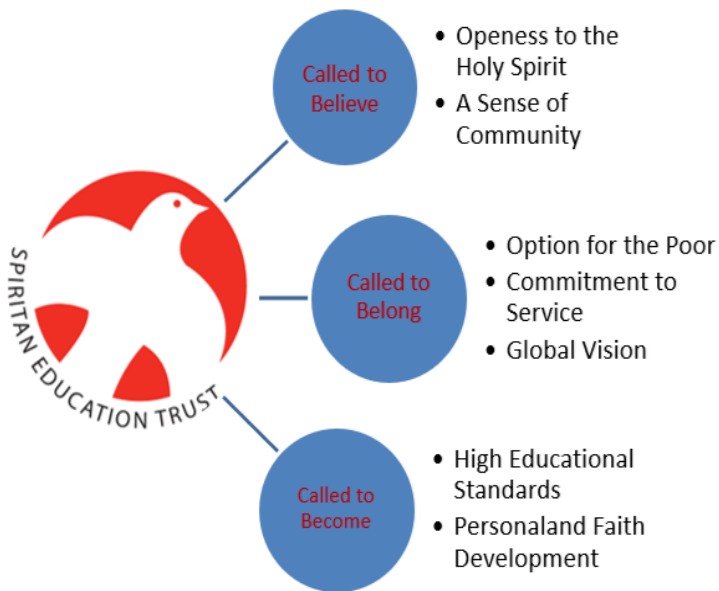 Called to
Believe
• Openess to the
Holy Spirit
• A Sense of
Community
SPIRITAN EDUCATION TRUST
Called to
Belong
• Option for the Poor
• Commitment to
Service
• Global Vision
Called to
Become
• High Educational
Standards
• Personaland Faith
Development